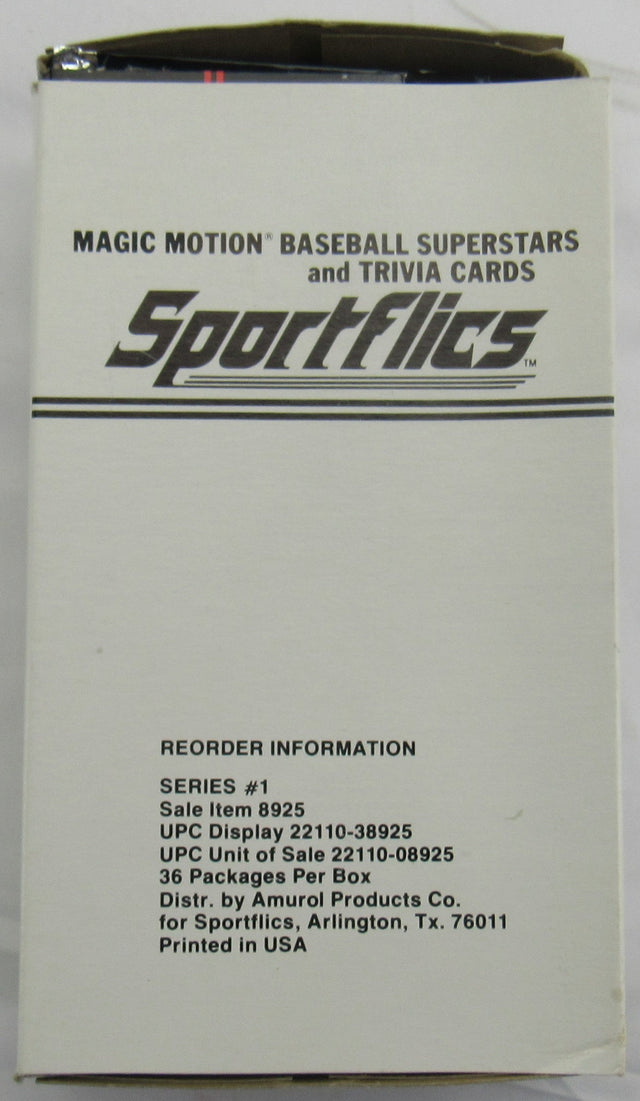 MAGIC MOTION® BASEBALL SUPERSTARS
and TRIVIA CARDS
Sportflics™
REORDER INFORMATION
SERIES #1
Sale Item 8925
UPC Display 22110-38925
UPC Unit of Sale 22110-08925
36 Packages Per Box
Distr. by Amurol Products Co.
for Sportflics, Arlington, Tx. 76011
Printed in USA